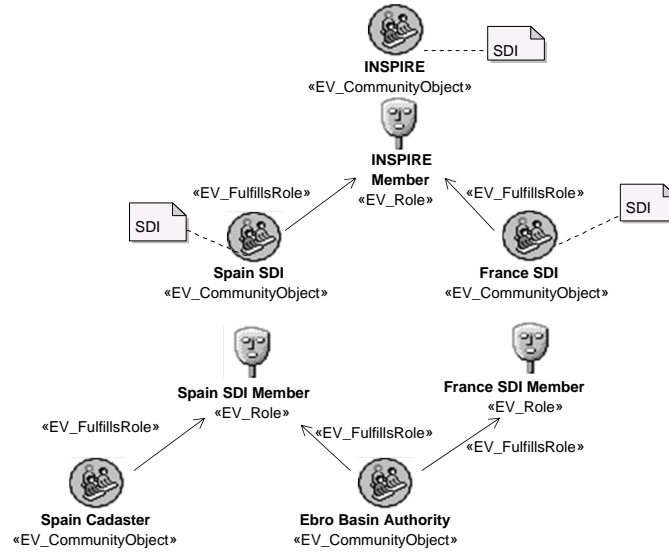 SDI
INSPIRE
«EV_CommunityObject»
INSPIRE
Member
«EV_Role»
«EV_FulfillsRole»
«EV_FulfillsRole»
SDI
SDI
Spain SDI
«EV_CommunityObject»
France SDI
«EV_CommunityObject»
Spain SDI Member
«EV_Role»
France SDI Member
«EV_Role»
«EV_FulfillsRole»
«EV_FulfillsRole»
«EV_FulfillsRole»
Spain Cadaster
«EV_CommunityObject»
Ebro Basin Authority
«EV_CommunityObject»